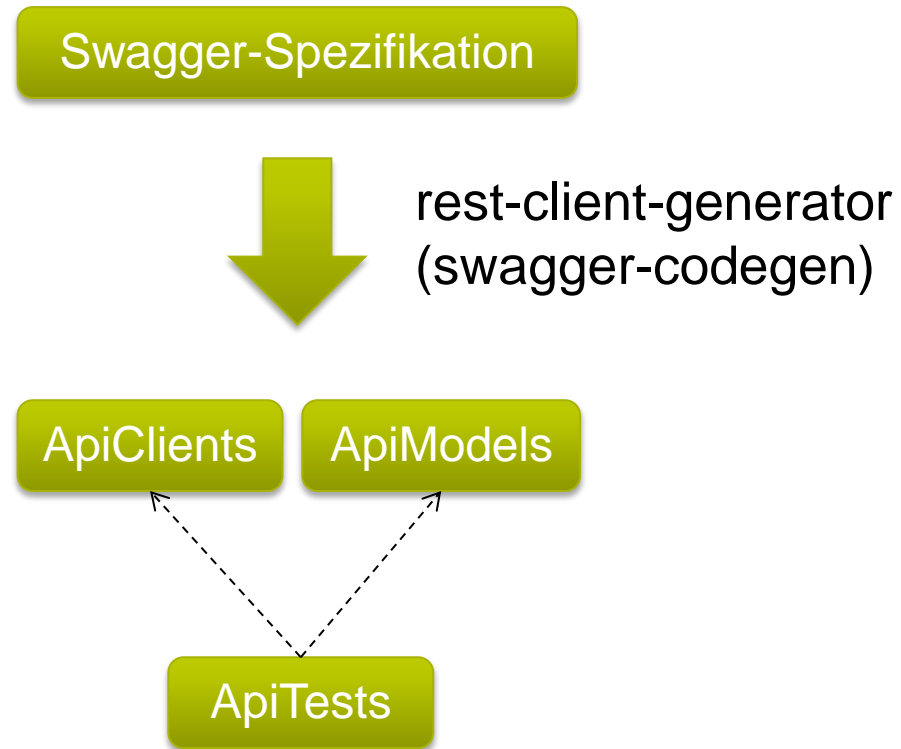 Swagger-Spezifikation
rest-client-generator
(swagger-codegen)
ApiClients
ApiModels
ApiTests